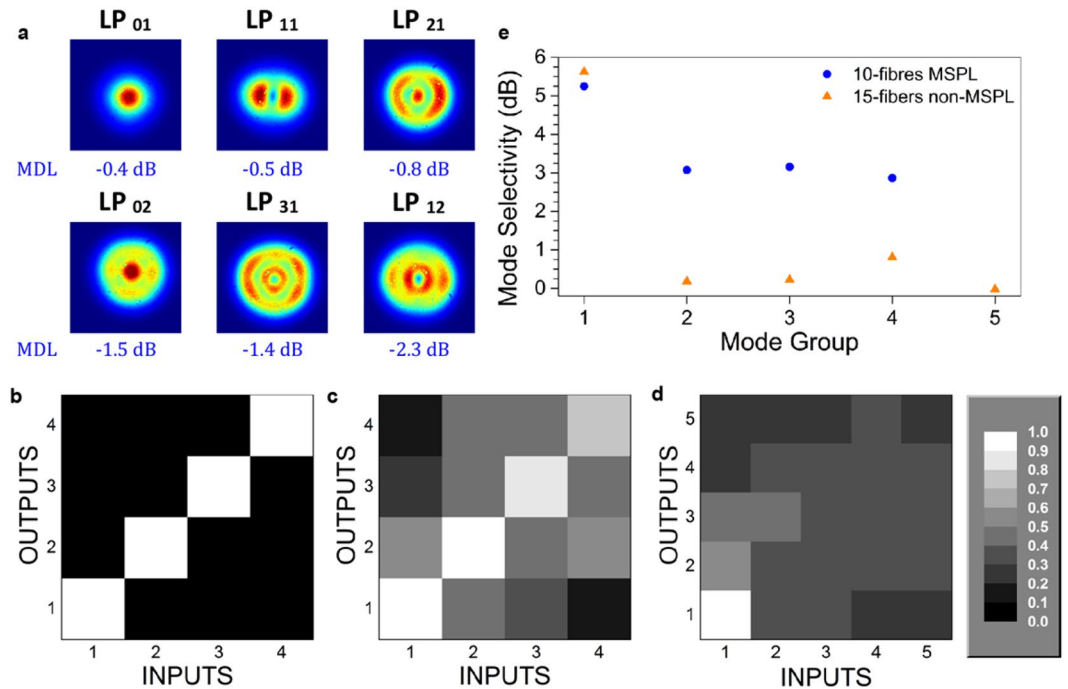 a
LP 01 LP 11 LP 21
MDL -0.4 dB -0.5 dB -0.8 dB
LP 02 LP 31 LP 12
MDL -1.5 dB -1.4 dB -2.3 dB
e
Mode Selectivity (dB)
6
5
4
3
2
1
0
10-fibres MSPL
15-fibers non-MSPL
1 2 3 4 5
Mode Group
b
OUTPUTS
4
3
2
1
1 2 3 4
INPUTS
c
OUTPUTS
4
3
2
1
1 2 3 4
INPUTS
d
OUTPUTS
5
4
3
2
1
1 2 3 4 5
INPUTS
1.0
0.9
0.8
0.7
0.6
0.5
0.4
0.3
0.2
0.1
0.0